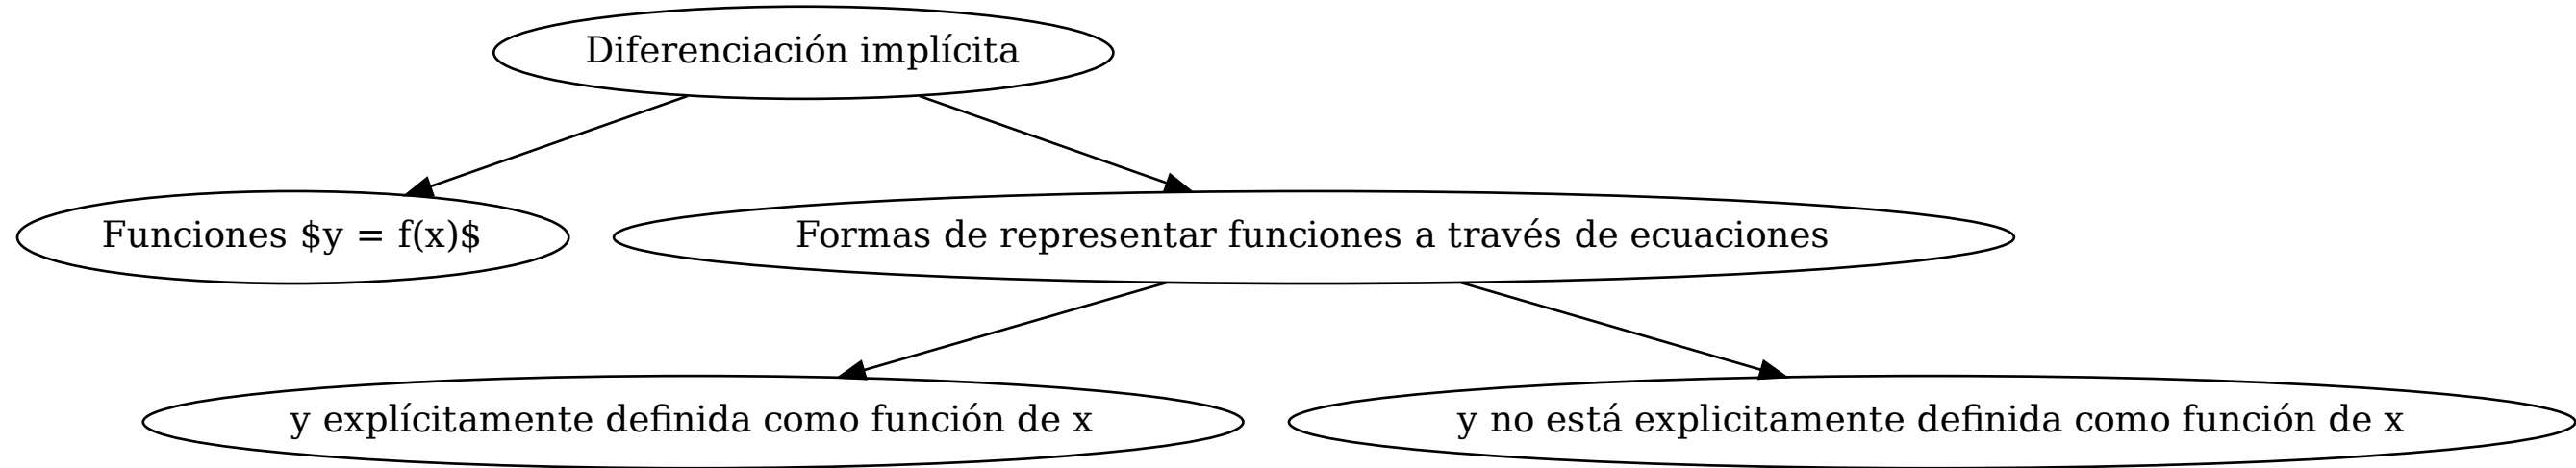 Diferenciación implícita
Funciones $y = f(x)$
Formas de representar funciones a través de ecuaciones
y explícitamente definida como función de x
y no está explicitamente definida como función de x